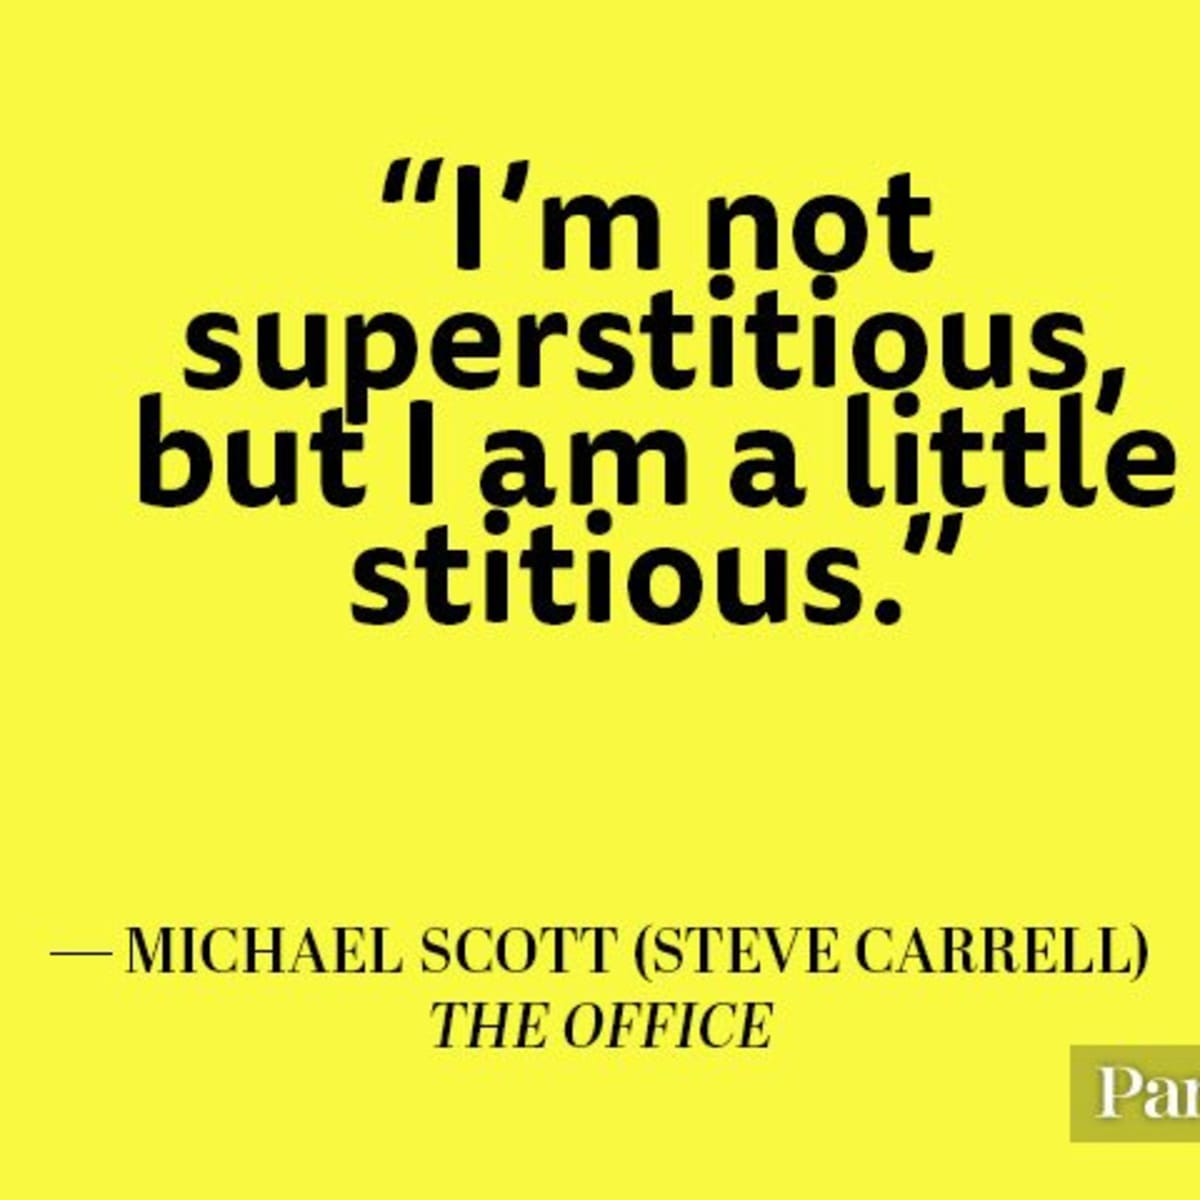 “I’m not
superstitious,
but I am a little
stitious.”
— MICHAEL SCOTT (STEVE CARRELL)
THE OFFICE